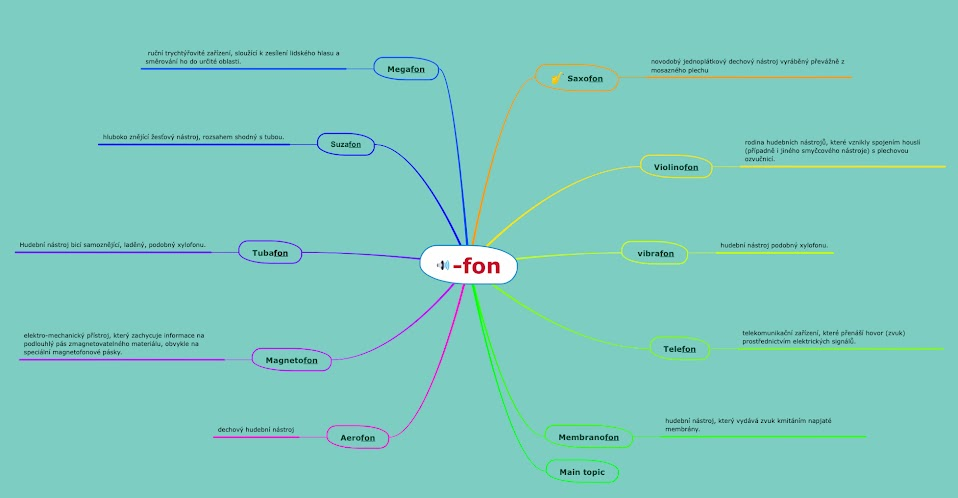 ruční trychtýřovité zařízení, sloužící k zesílení lidského hlasu a
směrování ho do určité oblasti.
Megafon
hluboko znějící žesťový nástroj, rozsahem shodný s tubou.
Suzafon
Hudební nástroj bicí samoznějící, laděný, podobný xylofonu.
Tubafon
elektro-mechanický přístroj, který zachycuje informace na
podlouhlý pás zmagnetovatelného materiálu, obvykle na
speciální magnetofonové pásky.
Magnetofon
dechový hudební nástroj
Aerofon
-fon
Saxofon
novodobý jednoplátkový dechový nástroj vyráběný převážně z
mosazného plechu
Violinofon
rodina hudebních nástrojů, které vznikly spojením houslí
(případně i jiného smyčcového nástroje) s plechovou
ozvučnicí.
vibrafon
hudební nástroj podobný xylofonu.
Telefon
telekomunikační zařízení, které přenáší hovor (zvuk)
prostřednictvím elektrických signálů.
Membranofon
hudební nástroj, který vydává zvuk kmitáním napjaté
membrány.
Main topic